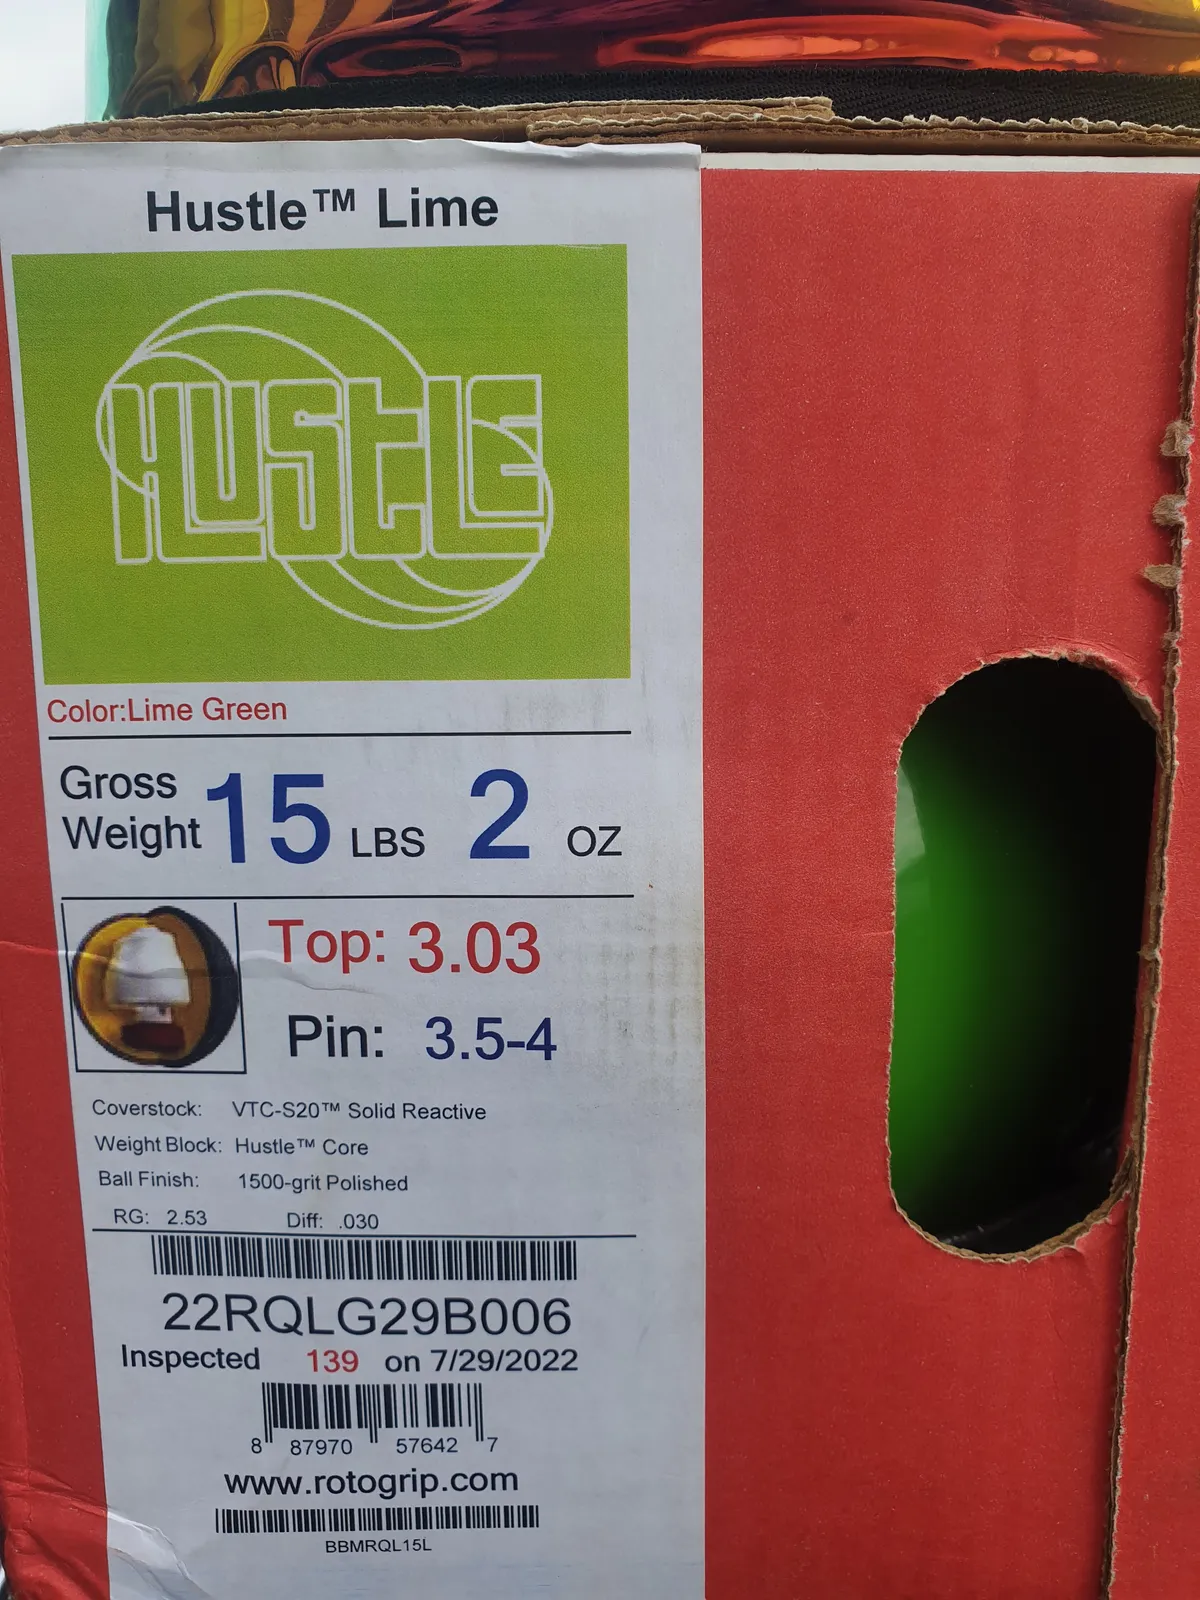 Hustle™ Lime
HUSTLE
Color:Lime Green
Gross Weight 15 LBS 2 OZ
Top: 3.03
Pin: 3.5-4
Coverstock: VTC-S20™ Solid Reactive
Weight Block: Hustle™ Core
Ball Finish: 1500-grit Polished
RG: 2.53 Diff: .030
22RQLG29B006
Inspected 139 on 7/29/2022
8 87970 57642 7
www.rotogrip.com
BBMRQL15L